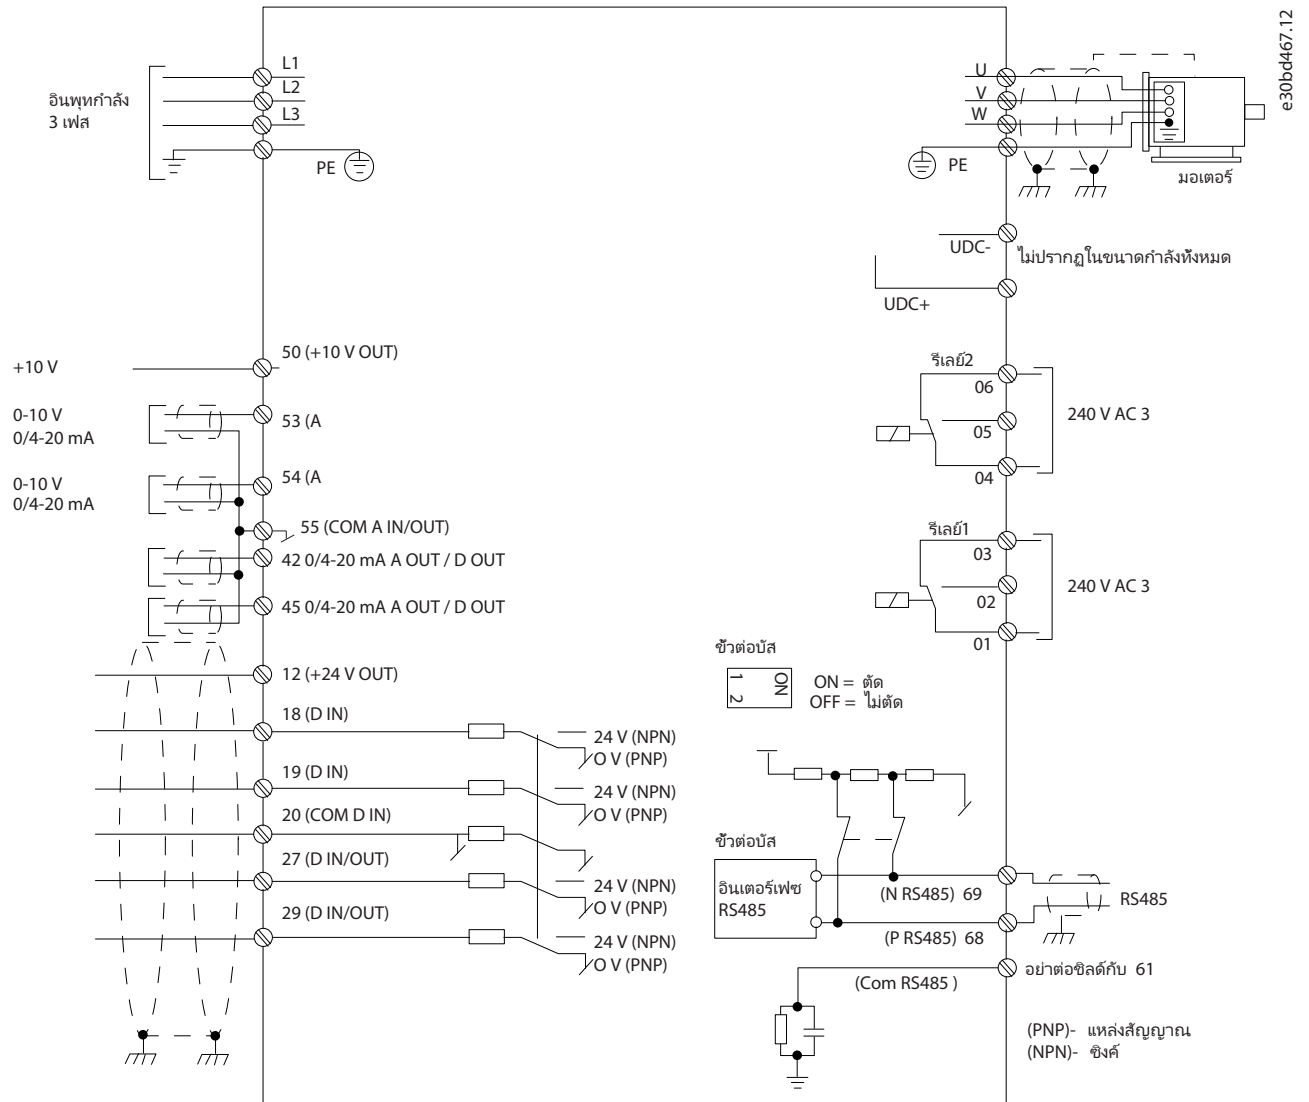 e30bd467.12
L1
L2
L3
อินพุทกำลัง
3 เฟส
PE
U
V
W
PE
มอเตอร์
UDC-
ไม่ปรากฏในขนาดกำลังทั้งหมด
UDC+
+10 V
50 (+10 V OUT)
0-10 V
0/4-20 mA
53 (A
0-10 V
0/4-20 mA
54 (A
55 (COM A IN/OUT)
42 0/4-20 mA A OUT / D OUT
45 0/4-20 mA A OUT / D OUT
12 (+24 V OUT)
18 (D IN)
24 V (NPN)
O V (PNP)
19 (D IN)
24 V (NPN)
O V (PNP)
20 (COM D IN)
27 (D IN/OUT)
24 V (NPN)
O V (PNP)
29 (D IN/OUT)
24 V (NPN)
O V (PNP)
รีเลย์2
06
05
04
240 V AC 3
รีเลย์1
03
02
01
240 V AC 3
ขั้วต่อบัส
1
2
ON
ON = ตัด
OFF = ไม่ตัด
ขั้วต่อบัส
อินเตอร์เฟซ
RS485
(N RS485) 69
RS485
(P RS485) 68
(Com RS485 )
อย่าต่อชิลด์กับ 61
(PNP)- แหล่งสัญญาณ
(NPN)- ซิงค์